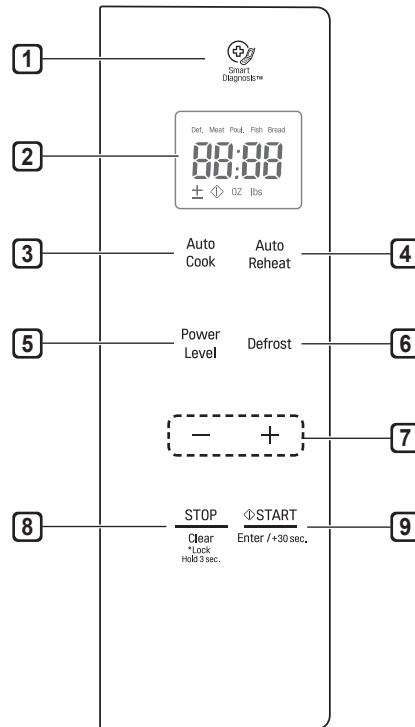 1
Smart
Diagnosis™
Def. Meat Poul. Fish Bread
2
88:88
± OZ lbs
3
Auto
Cook
Auto
Reheat
4
5
Power
Level
Defrost
6
− +
7
8
STOP
Clear
*Lock
Hold 3 sec.
START
Enter /+30 sec.
9